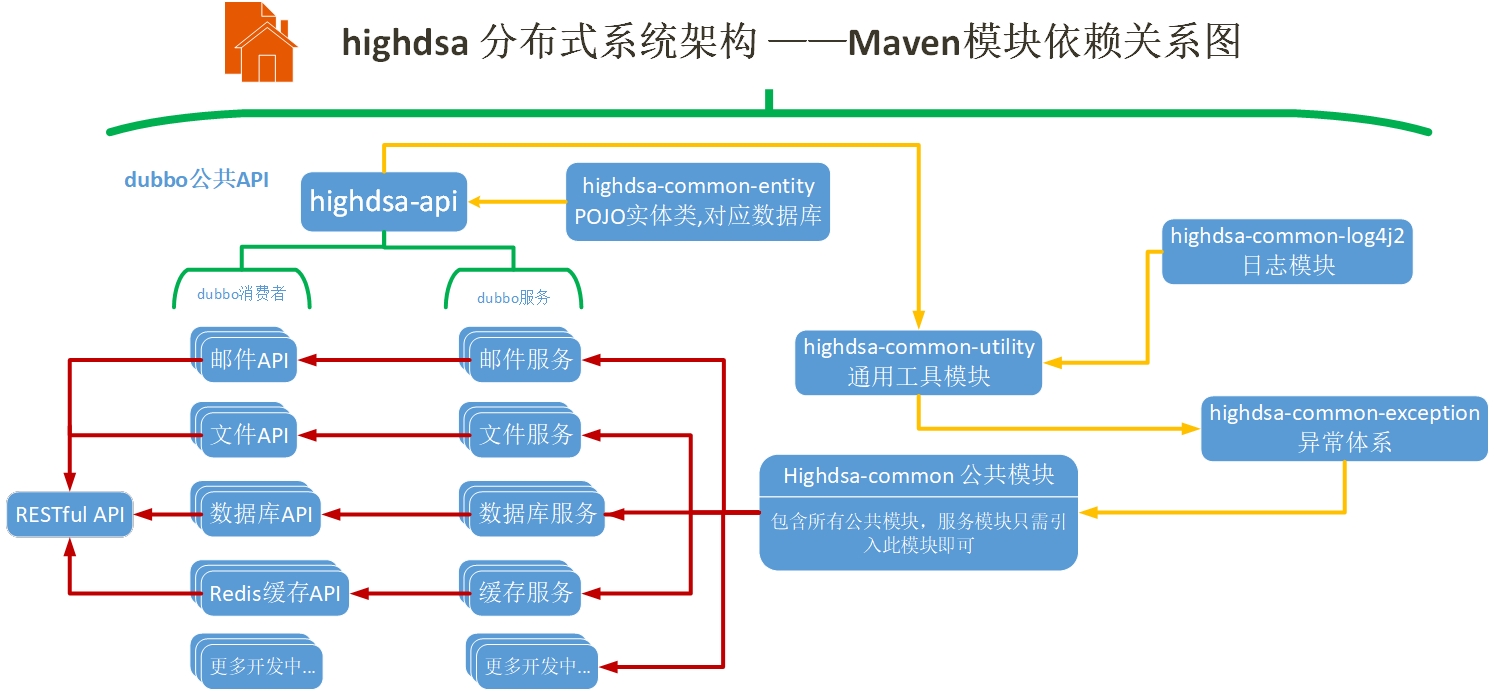 highdsa 分布式系统架构 ——Maven模块依赖关系图
dubbo公共API
highdsa-api
highdsa-common-entity
POJO实体类,对应数据库
highdsa-common-log4j2
日志模块
dubbo消费者
dubbo服务
highdsa-common-utility
通用工具模块
邮件API
邮件服务
highdsa-common-exception
异常体系
文件API
文件服务
Highdsa-common 公共模块
包含所有公共模块，服务模块只需引
入此模块即可
RESTful API
数据库API
数据库服务
Redis缓存API
缓存服务
更多开发中...
更多开发中...